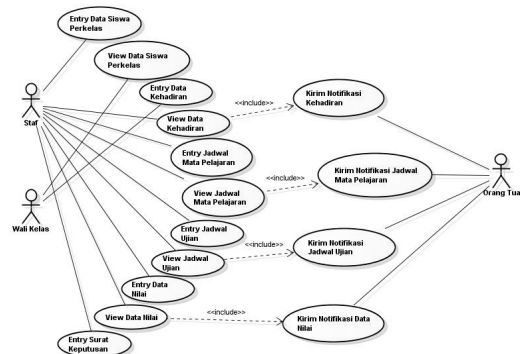 Entry Data Siswa
Perkelas
View Data Siswa
Perkelas
Entry Data
Kehadiran
View Data
Kehadiran
Entry Jadwal
Mata Pelajaran
View Jadwal
Mata Pelajaran
Entry Jadwal
Ujian
View Jadwal
Ujian
Entry Data
Nilai
View Data Nilai
Entry Surat
Keputusan
Staf
Wali Kelas
<<include>>
<<include>>
<<include>>
<<include>>
Kirim Notifikasi
Kehadiran
Kirim Notifikasi Jadwal
Mata Pelajaran
Kirim Notifikasi
Jadwal Ujian
Kirim Notifikasi Data
Nilai
Orang Tua